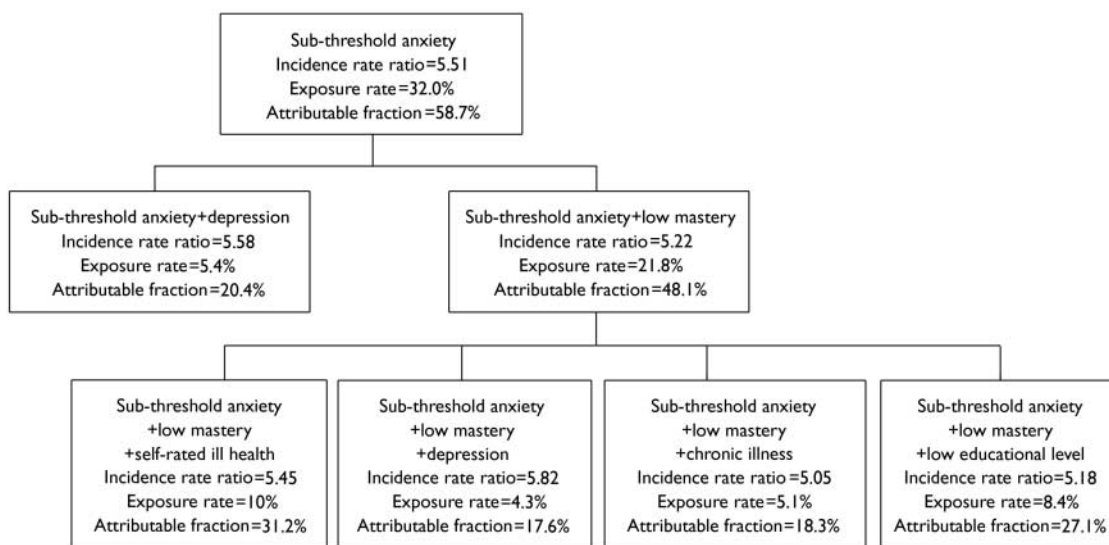 Sub-threshold anxiety
Incidence rate ratio=5.51
Exposure rate=32.0%
Attributable fraction=58.7%
Sub-threshold anxiety+depression
Incidence rate ratio=5.58
Exposure rate=5.4%
Attributable fraction=20.4%
Sub-threshold anxiety+low mastery
Incidence rate ratio=5.22
Exposure rate=21.8%
Attributable fraction=48.1%
Sub-threshold anxiety
+low mastery
+self-rated ill health
Incidence rate ratio=5.45
Exposure rate=10%
Attributable fraction=31.2%
Sub-threshold anxiety
+low mastery
+depression
Incidence rate ratio=5.82
Exposure rate=4.3%
Attributable fraction=17.6%
Sub-threshold anxiety
+low mastery
+chronic illness
Incidence rate ratio=5.05
Exposure rate=5.1%
Attributable fraction=18.3%
Sub-threshold anxiety
+low mastery
+low educational level
Incidence rate ratio=5.18
Exposure rate=8.4%
Attributable fraction=27.1%